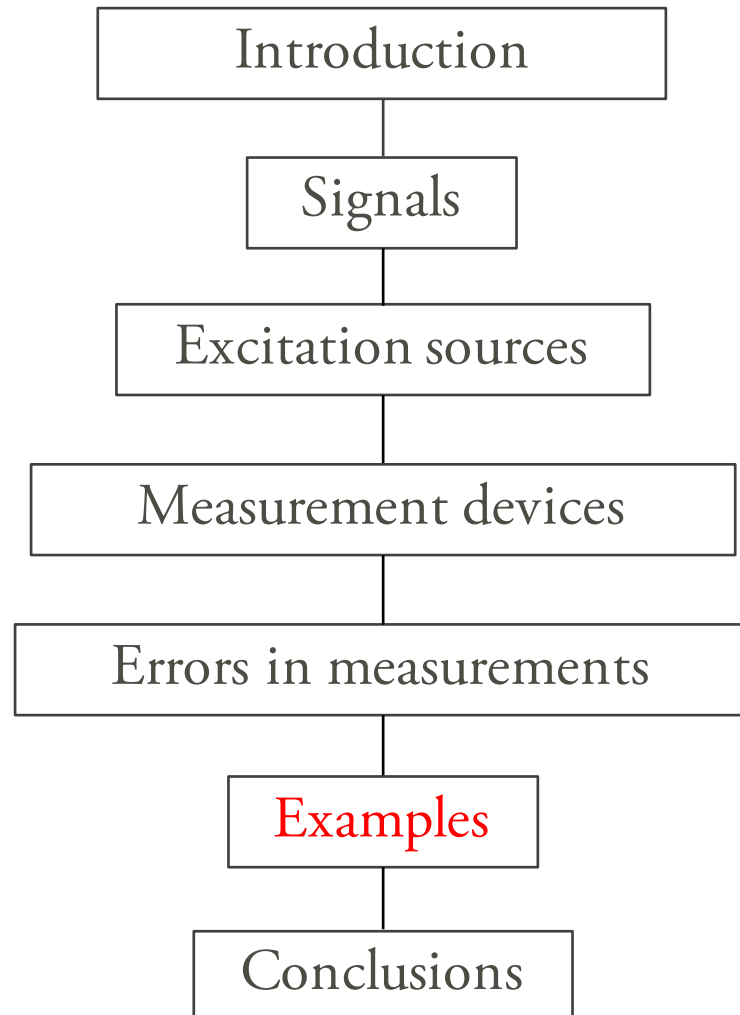 Introduction
Signals
Excitation sources
Measurement devices
Errors in measurements
Examples
Conclusions